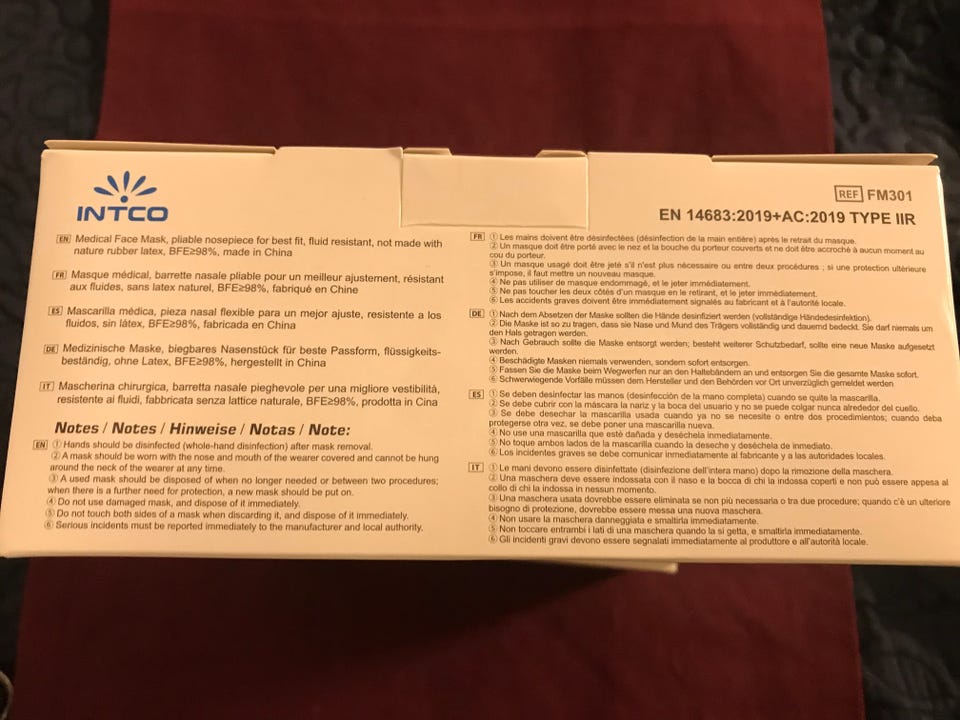 INTCO
REF FM301
EN 14683:2019+AC:2019 TYPE IIR
EN Medical Face Mask, pliable nosepiece for best fit, fluid resistant, not made with
nature rubber latex, BFE≥98%, made in China
FR Masque médical, barrette nasale pliable pour un meilleur ajustement, résistant
aux fluides, sans latex naturel, BFE≥98%, fabriqué en Chine
ES Mascarilla médica, pieza nasal flexible para un mejor ajuste, resistente a los
fluidos, sin látex, BFE≥98%, fabricada en China
DE Medizinische Maske, biegbares Nasenstück für beste Passform, flüssigkeits-
beständig, ohne Latex, BFE≥98%, hergestellt in China
IT Mascherina chirurgica, barretta nasale pieghevole per una migliore vestibilità,
resistente ai fluidi, fabbricata senza lattice naturale, BFE≥98%, prodotta in Cina
Notes / Notes / Hinweise / Notas / Note:
EN ① Hands should be disinfected (whole-hand disinfection) after mask removal.
② A mask should be worn with the nose and mouth of the wearer covered and cannot be hung
around the neck of the wearer at any time.
③ A used mask should be disposed of when no longer needed or between two procedures;
when there is a further need for protection, a new mask should be put on.
④ Do not use damaged mask, and dispose of it immediately.
⑤ Do not touch both sides of a mask when discarding it, and dispose of it immediately.
⑥ Serious incidents must be reported immediately to the manufacturer and local authority.
FR ① Les mains doivent être désinfectées (désinfection de la main entière) après le retrait du masque.
② Un masque doit être porté avec le nez et la bouche du porteur couverts et ne doit être accroché à aucun moment au
cou du porteur.
③ Un masque usagé doit être jeté s'il n'est plus nécessaire ou entre deux procédures ; si une protection ultérieure
s'impose, il faut mettre un nouveau masque.
④ Ne pas utiliser de masque endommagé, et le jeter immédiatement.
⑤ Ne pas toucher les deux côtés d'un masque en le retirant, et le jeter immédiatement.
⑥ Les accidents graves doivent être immédiatement signalés au fabricant et à l'autorité locale.
DE ① Nach dem Absetzen der Maske sollten die Hände desinfiziert werden (vollständige Händedesinfektion).
② Die Maske ist so zu tragen, dass sie Nase und Mund des Trägers vollständig und dauernd bedeckt. Sie darf niemals um
den Hals getragen werden.
③ Nach Gebrauch sollte die Maske entsorgt werden; besteht weiterer Schutzbedarf, sollte eine neue Maske aufgesetzt
werden.
④ Beschädigte Masken niemals verwenden, sondern sofort entsorgen.
⑤ Fassen Sie die Maske beim Wegwerfen nur an den Haltebändern an und entsorgen Sie die gesamte Maske sofort.
⑥ Schwerwiegende Vorfälle müssen dem Hersteller und den Behörden vor Ort unverzüglich gemeldet werden
ES ① Se deben desinfectar las manos (desinfección de la mano completa) cuando se quite la mascarilla.
② Se debe cubrir con la máscara la nariz y la boca del usuario y no se puede colgar nunca alrededor del cuello.
③ Se debe desechar la mascarilla usada cuando ya no se necesite o entre dos procedimientos; cuando deba
protegerse otra vez, se debe poner una mascarilla nueva.
④ No use una mascarilla que esté dañada y deséchela inmediatamente.
⑤ No toque ambos lados de la mascarilla cuando la deseche y deséchela de inmediato.
⑥ Los incidentes graves se debe comunicar inmediatamente al fabricante y a las autoridades locales.
IT ① Le mani devono essere disinfettate (disinfezione dell'intera mano) dopo la rimozione della maschera.
② Una maschera deve essere indossata con il naso e la bocca di chi la indossa coperti e non può essere appesa al
collo di chi la indossa in nessun momento.
③ Una maschera usata dovrebbe essere eliminata se non più necessaria o tra due procedure; quando c'è un ulteriore
bisogno di protezione, dovrebbe essere messa una nuova maschera.
④ Non usare la maschera danneggiata e smaltirla immediatamente.
⑤ Non toccare entrambi i lati di una maschera quando la si getta, e smaltirla immediatamente.
⑥ Gli incidenti gravi devono essere segnalati immediatamente al produttore e all'autorità locale.